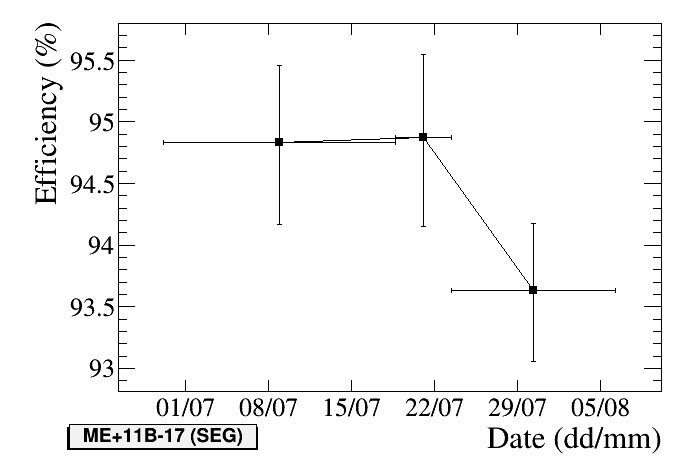 Efficiency (%)
95.5
95
94.5
94
93.5
93
01/07 08/07 15/07 22/07 29/07 05/08
ME+11B-17 (SEG)
Date (dd/mm)